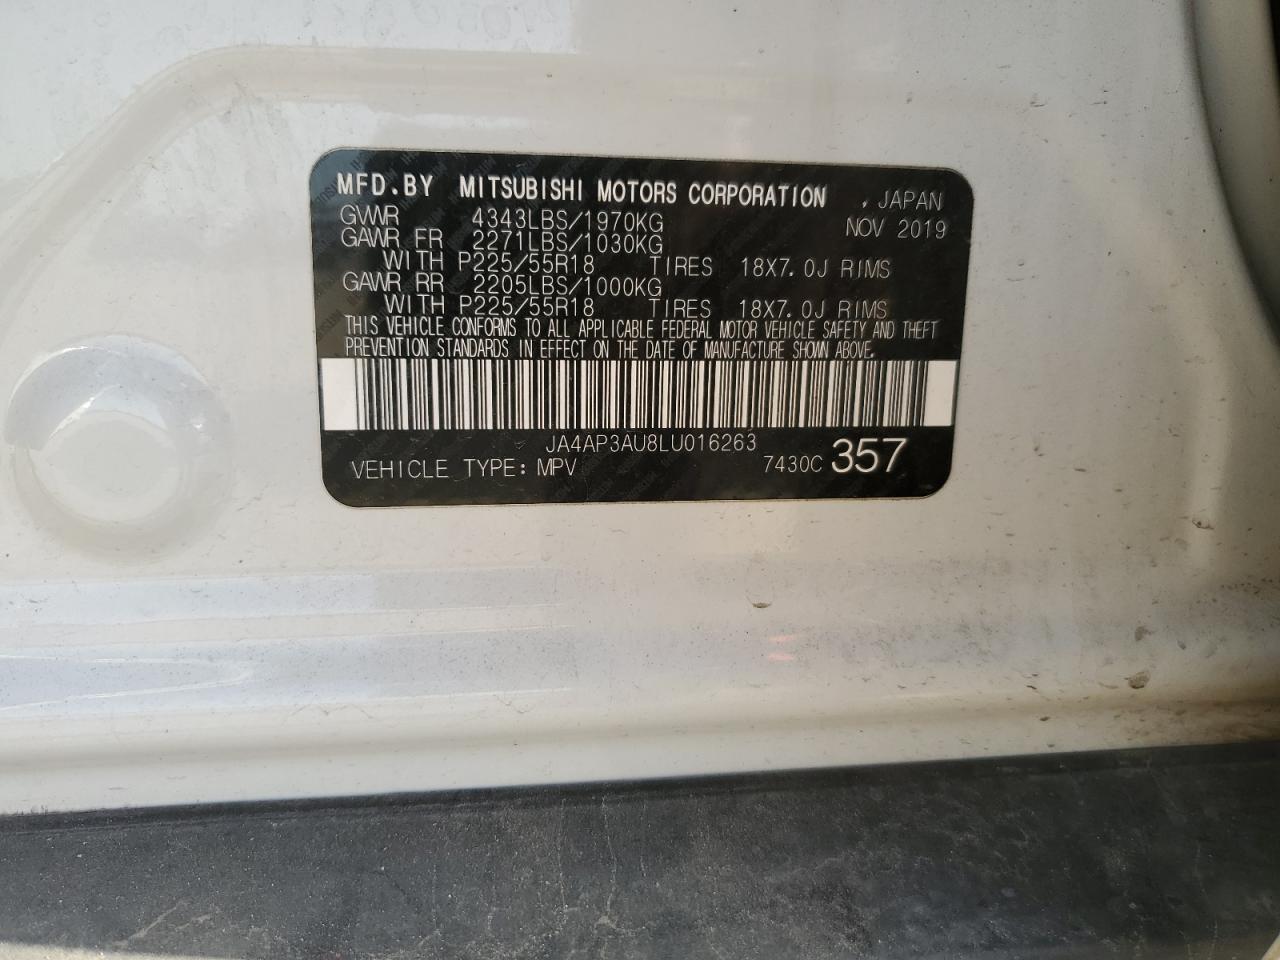 MFD.BY MITSUBISHI MOTORS CORPORATION , JAPAN
GVWR 4343LBS/1970KG NOV 2019
GAWR FR 2271LBS/1030KG
WITH P225/55R18 TIRES 18X7.0J RIMS
GAWR RR 2205LBS/1000KG
WITH P225/55R18 TIRES 18X7.0J RIMS
THIS VEHICLE CONFORMS TO ALL APPLICABLE FEDERAL MOTOR VEHICLE SAFETY AND THEFT
PREVENTION STANDARDS IN EFFECT ON THE DATE OF MANUFACTURE SHOWN ABOVE.
JA4AP3AU8LU016263
VEHICLE TYPE: MPV 7430C 357